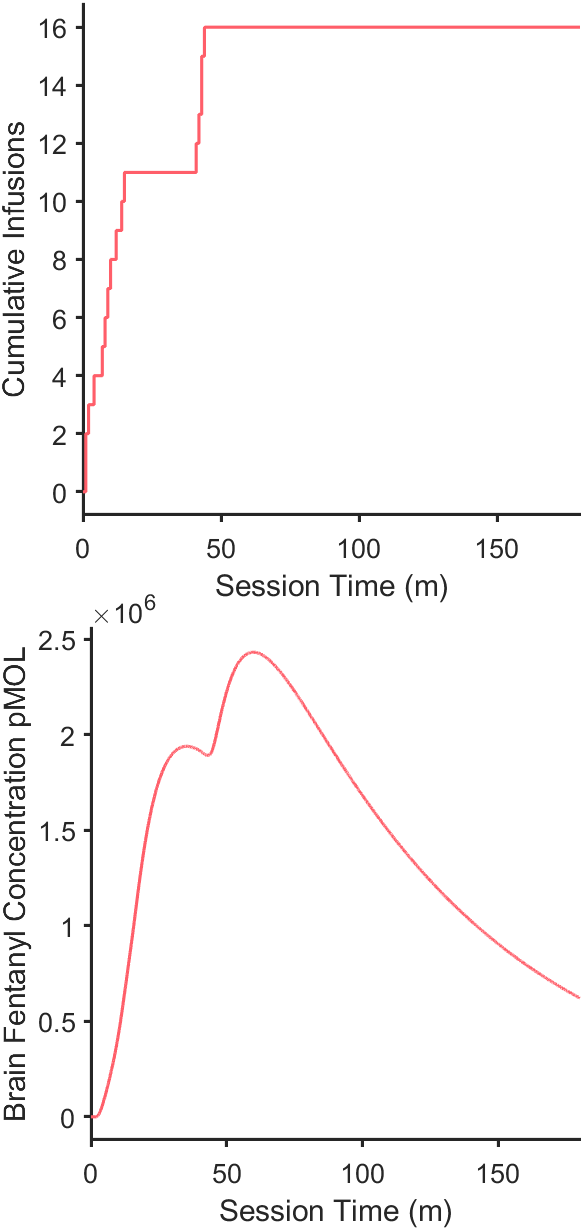 Cumulative Infusions
16
14
12
10
8
6
4
2
0
0 50 100 150
Session Time (m)
×10^6
Brain Fentanyl Concentration pMOL
2.5
2
1.5
1
0.5
0
0 50 100 150
Session Time (m)